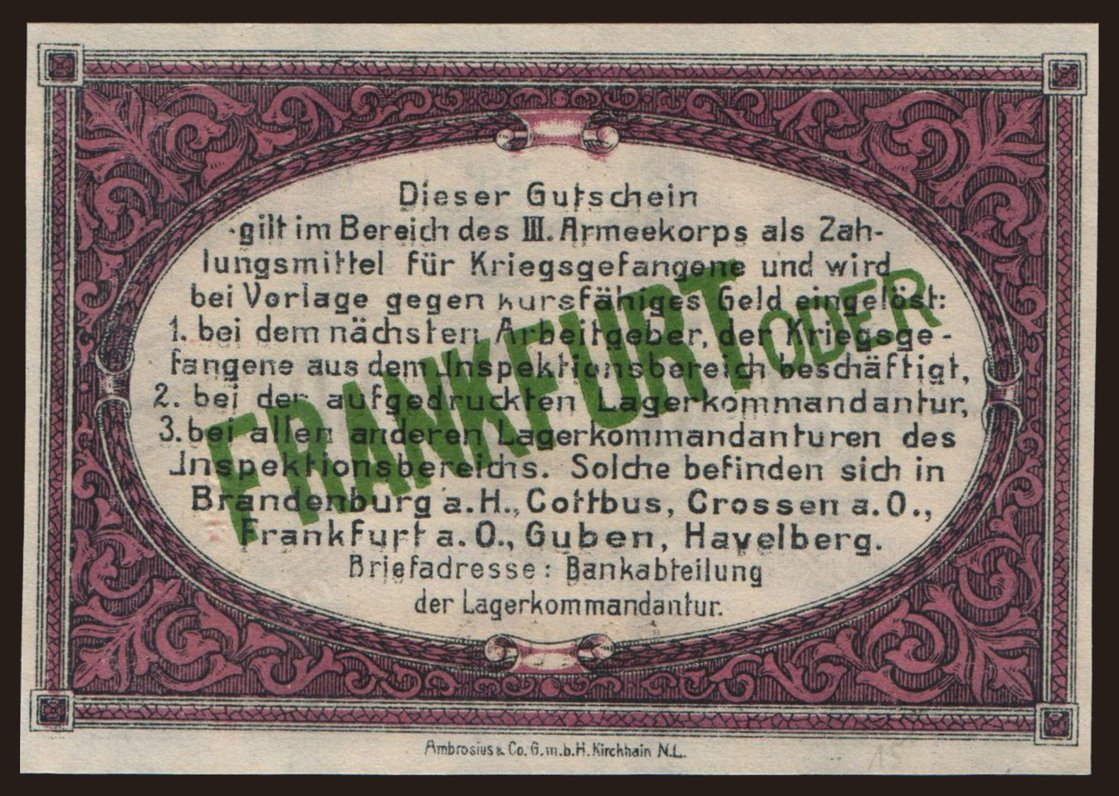 Dieser Gutschein
gilt im Bereich des III. Armeekorps als Zah-
lungsmittel für Kriegsgefangene und wird
bei Vorlage gegen kursfähiges Geld eingelöst:
1. bei dem nächsten Arbeitgeber, der Kriegsge-
fangene aus dem Jnspektionsbereich beschäftigt,
2. bei der aufgedruckten Lagerkommandantur,
3. bei allen anderen Lagerkommandanturen des
Jnspektionsbereichs. Solche befinden sich in
Brandenburg a. H., Cottbus, Crossen a. O.,
Frankfurt a. O., Guben, Havelberg.
Briefadresse: Bankabteilung
der Lagerkommandantur.
FRANKFURT ODER
Ambrosius & Co. G.m.b.H. Kirchhain N.L.
15